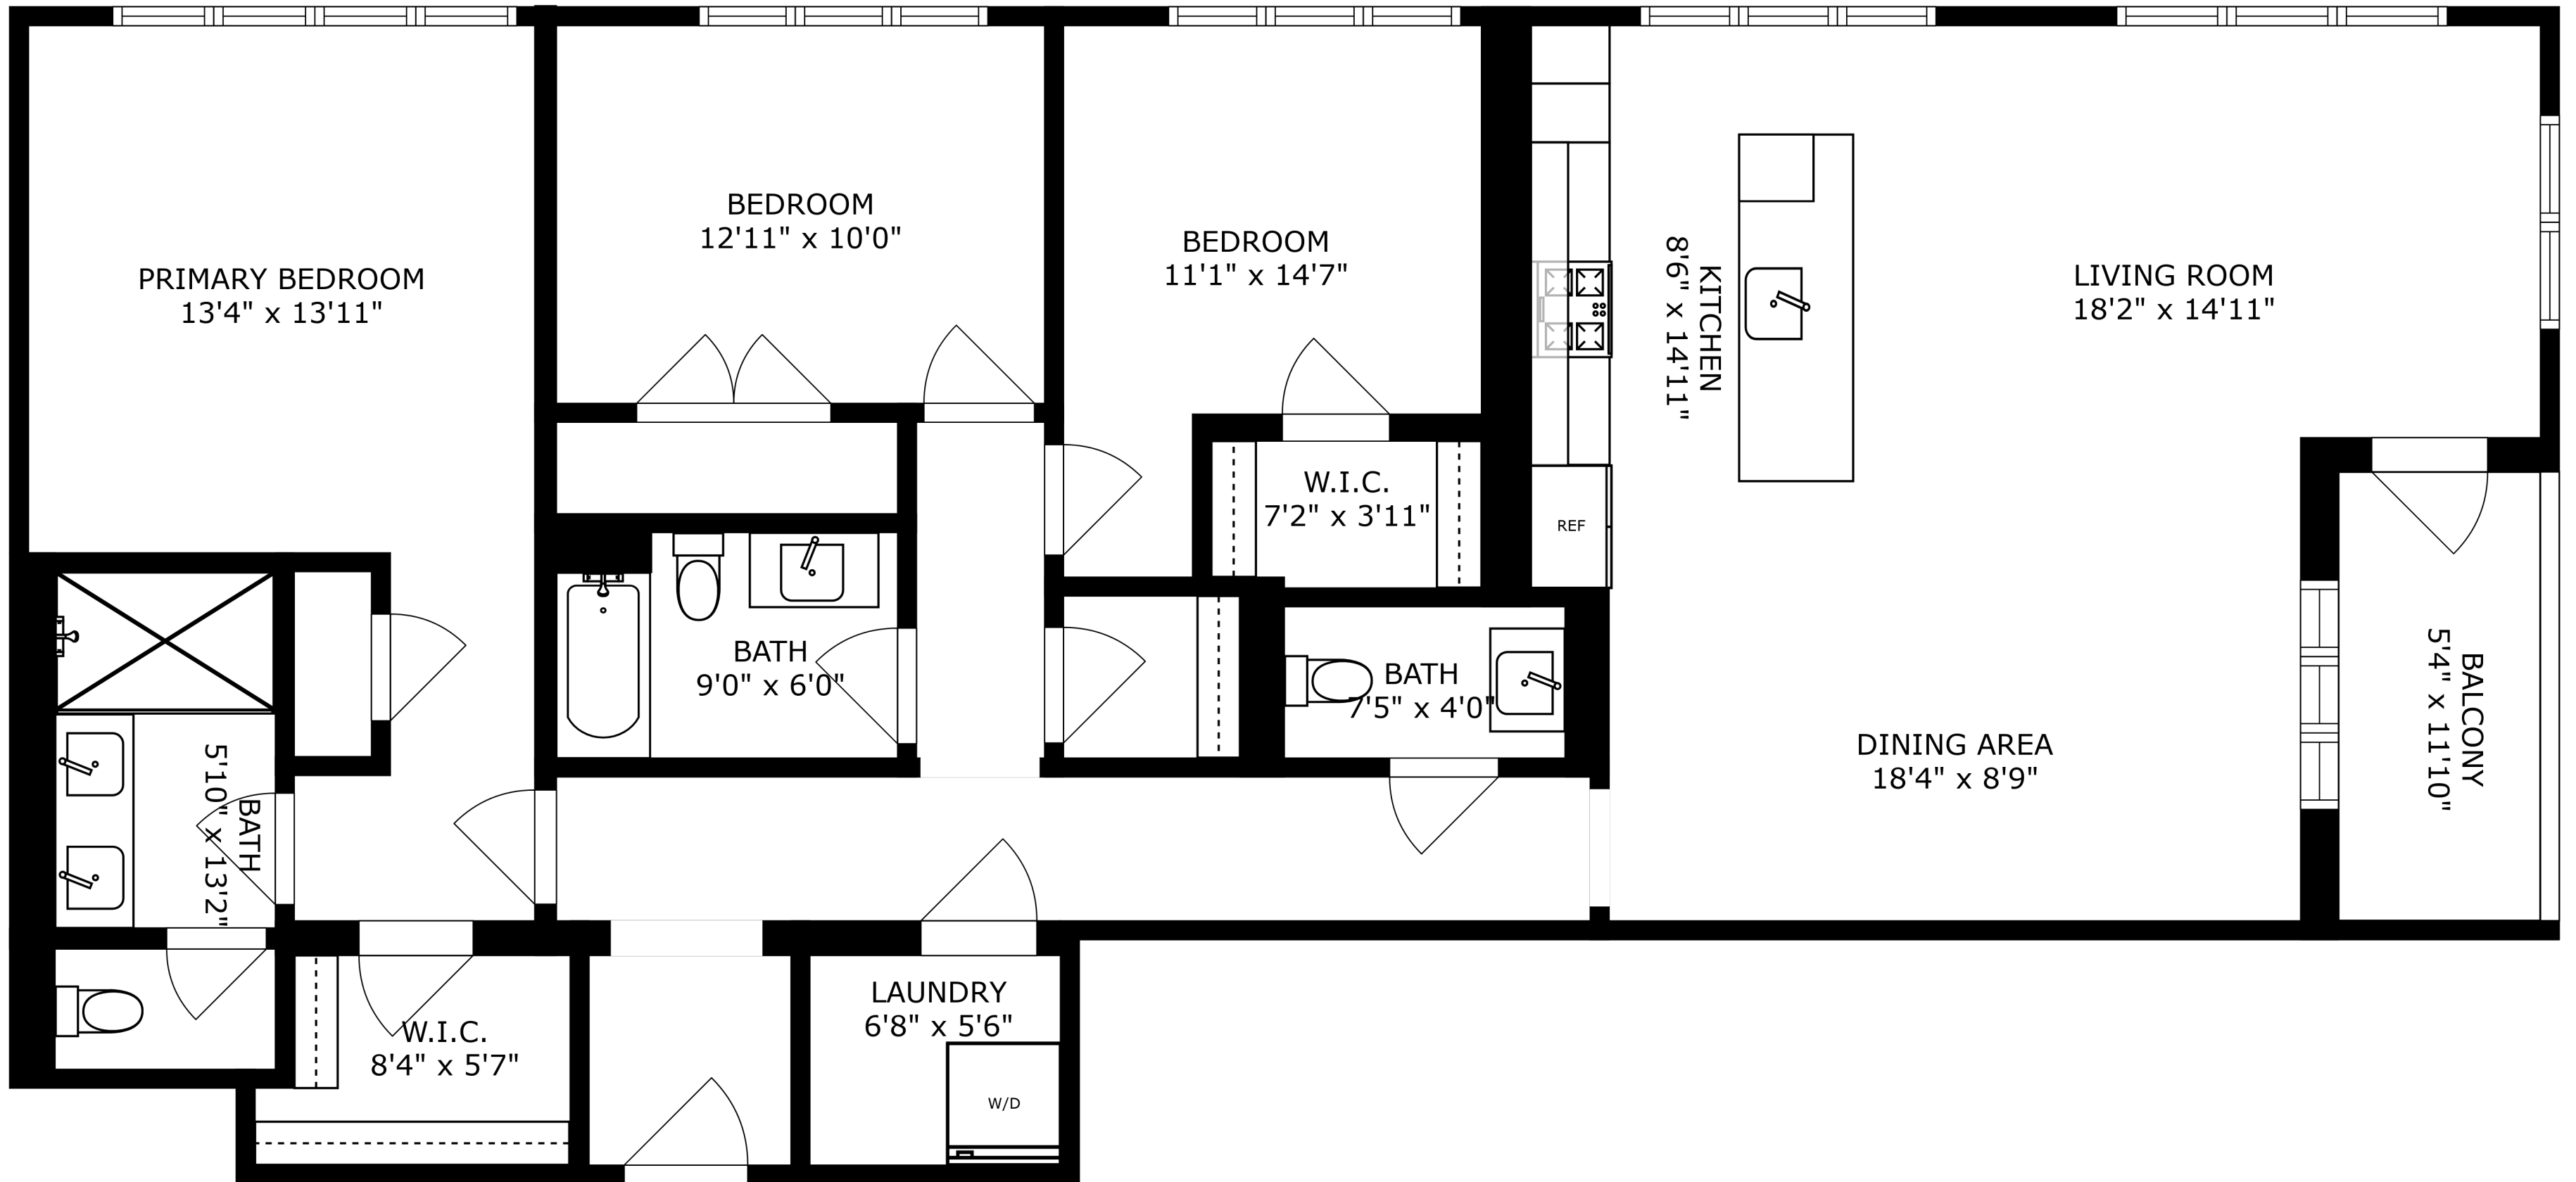 PRIMARY BEDROOM
13'4" x 13'11"
BEDROOM
12'11" x 10'0"
BEDROOM
11'1" x 14'7"
KITCHEN
8'6" x 14'11"
LIVING ROOM
18'2" x 14'11"
W.I.C.
7'2" x 3'11"
REF
BATH
9'0" x 6'0"
BATH
7'5" x 4'0"
DINING AREA
18'4" x 8'9"
BALCONY
5'4" x 11'10"
BATH
5'10" x 13'2"
W.I.C.
8'4" x 5'7"
LAUNDRY
6'8" x 5'6"
W/D